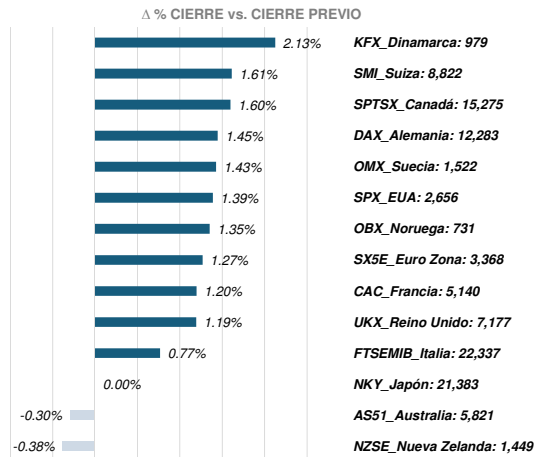 Δ % CIERRE vs. CIERRE PREVIO
2.13% KFX_Dinamarca: 979
1.61% SMI_Suiza: 8,822
1.60% SPTSX_Canadá: 15,275
1.45% DAX_Alemania: 12,283
1.43% OMX_Suecia: 1,522
1.39% SPX_EUA: 2,656
1.35% OBX_Noruega: 731
1.27% SX5E_Euro Zona: 3,368
1.20% CAC_Francia: 5,140
1.19% UKX_Reino Unido: 7,177
0.77% FTSEMIB_Italia: 22,337
0.00% NKY_Japón: 21,383
-0.30% AS51_Australia: 5,821
-0.38% NZSE_Nueva Zelanda: 1,449